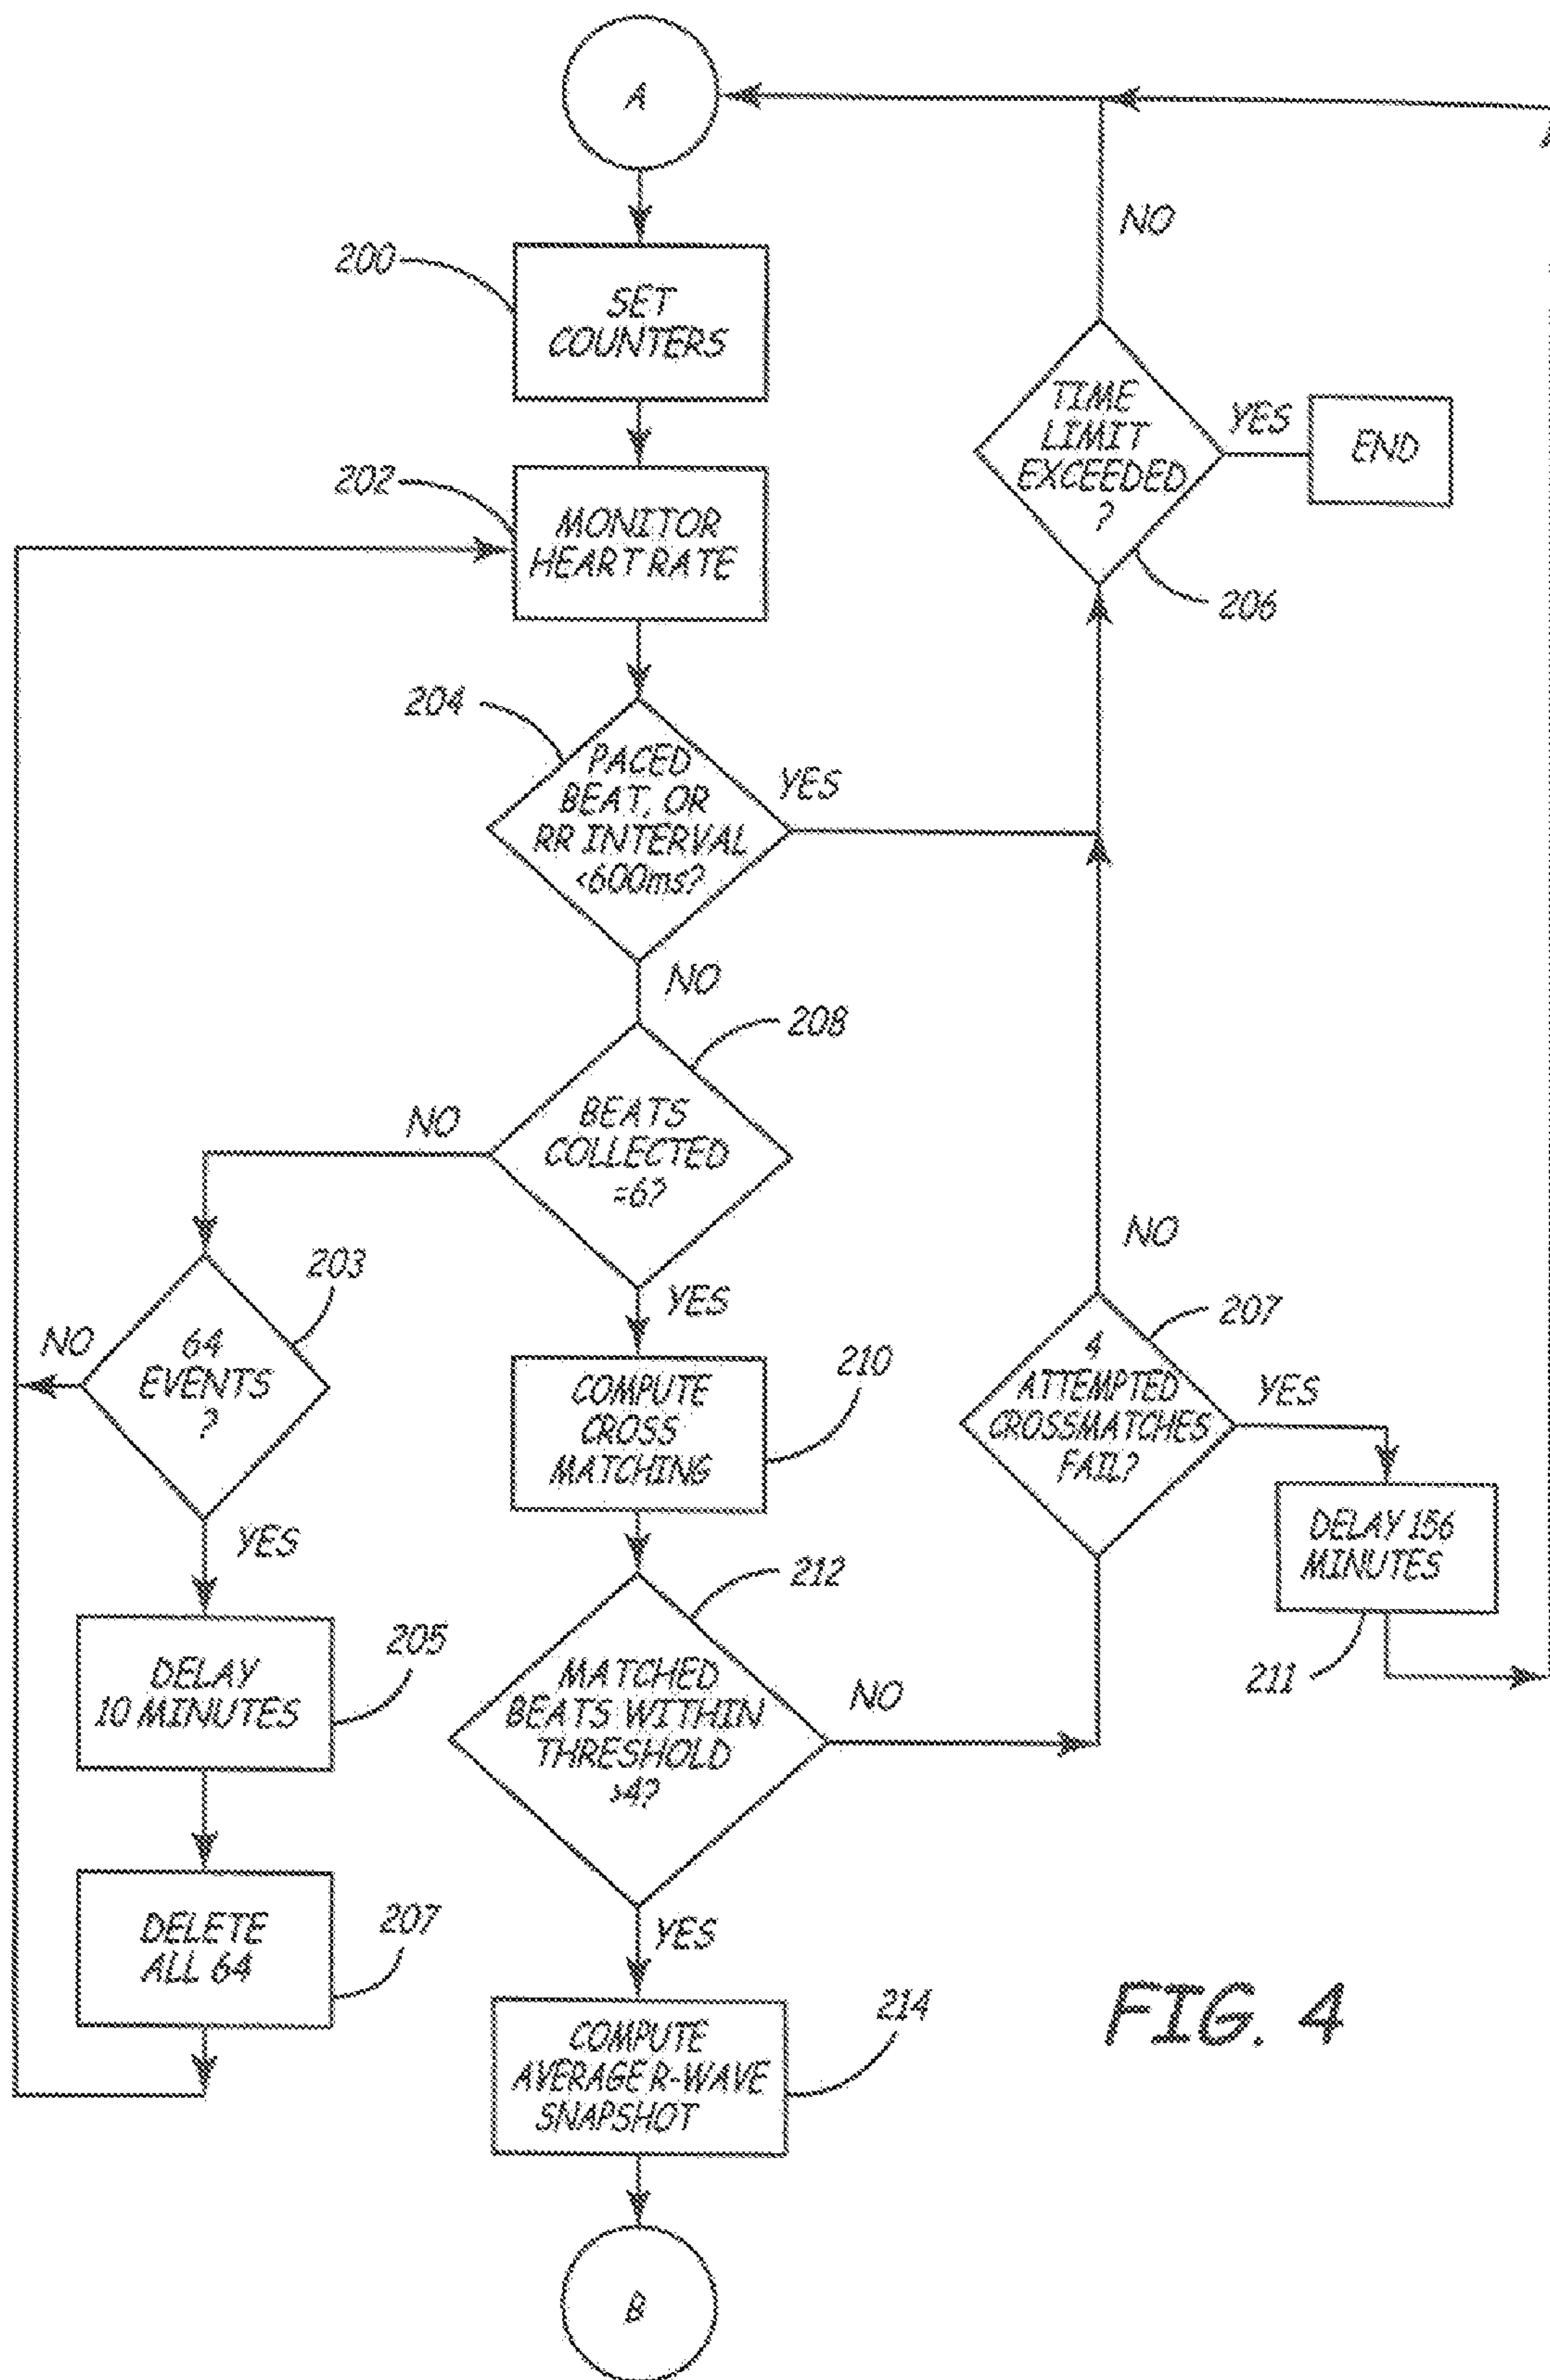 A
NO
200
SET
COUNTERS
TIME
LIMIT
EXCEEDED
?
YES
END
202
MONITOR
HEART RATE
206
204
PACED
BEAT, OR
RR INTERVAL
<600ms?
YES
NO
208
BEATS
COLLECTED
=6?
NO
NO
203
64
EVENTS
?
NO
YES
207
4
ATTEMPTED
CROSSMATCHES
FAIL?
YES
210
COMPUTE
CROSS
MATCHING
YES
DELAY 156
MINUTES
211
212
205
DELAY
10 MINUTES
MATCHED
BEATS WITHIN
THRESHOLD
>4?
NO
DELETE
ALL 64
207
YES
214
COMPUTE
AVERAGE R-WAVE
SNAPSHOT
FIG. 4
B